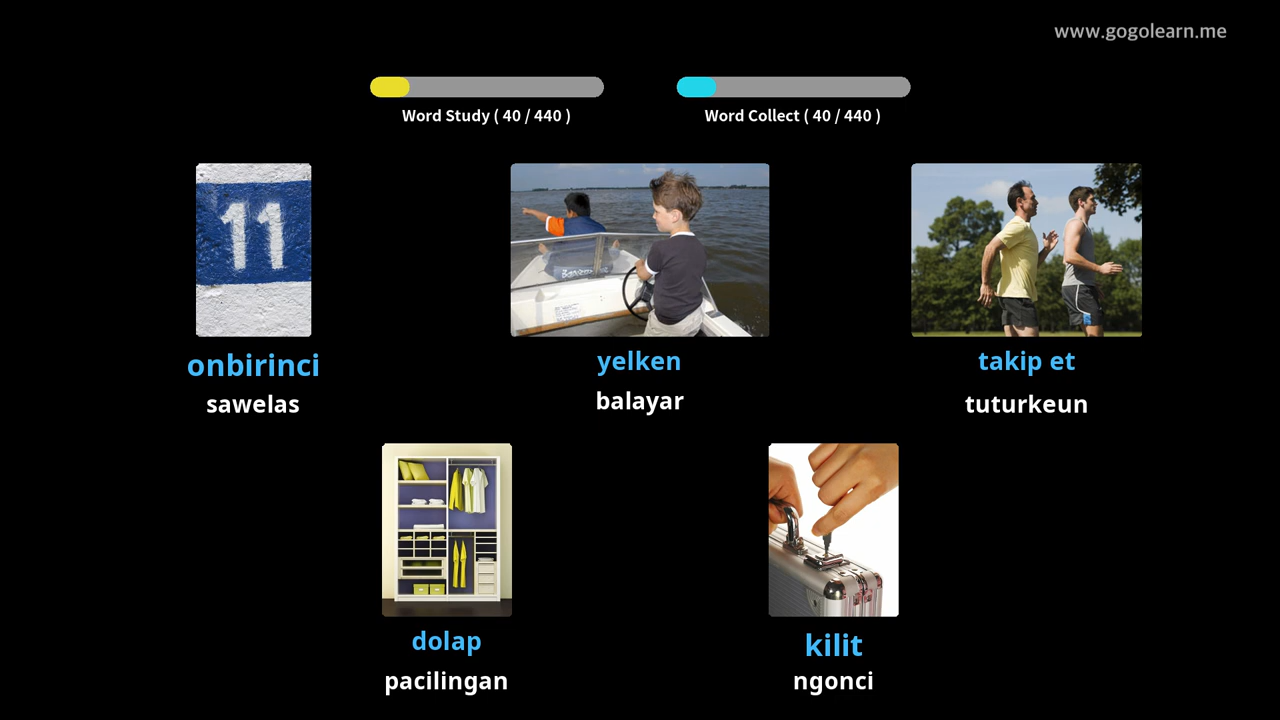 www.gogolearn.me
Word Study ( 40 / 440 )
Word Collect ( 40 / 440 )
11
onbirinci
sawelas
yelken
balayar
takip et
tuturkeun
dolap
pacilingan
kilit
ngonci